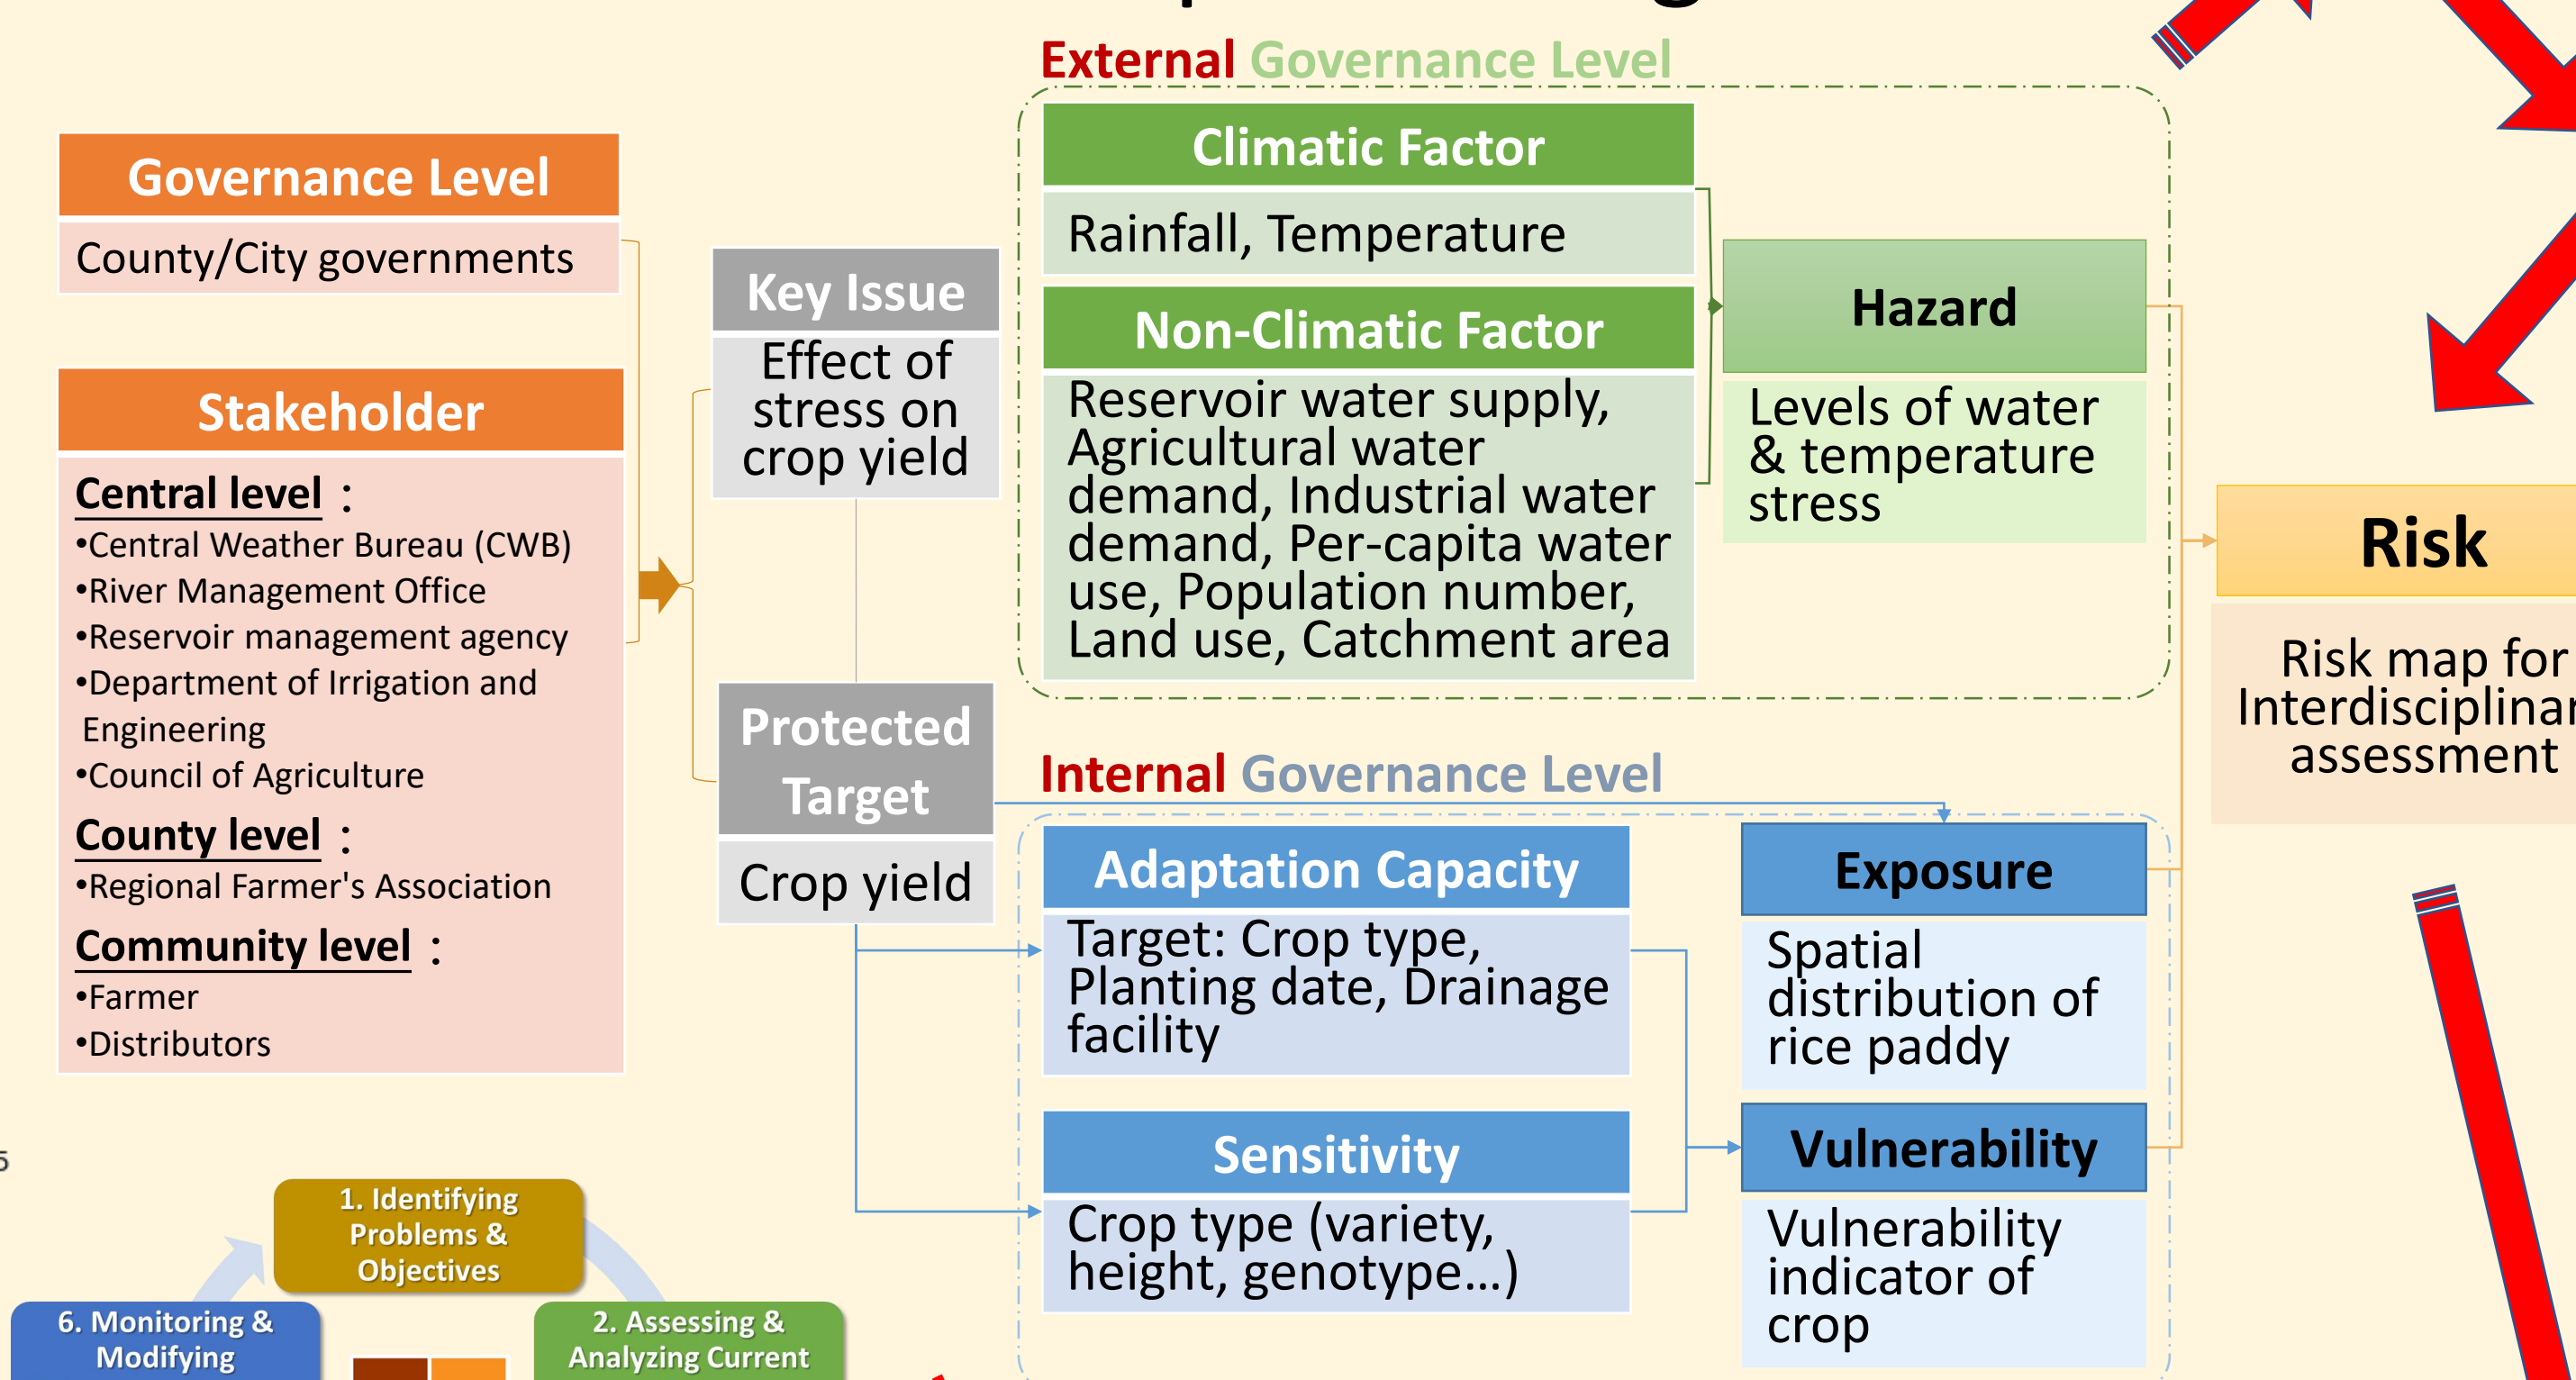 External Governance Level
Governance Level
County/City governments
Stakeholder
Central level：
•Central Weather Bureau (CWB)
•River Management Office
•Reservoir management agency
•Department of Irrigation and
Engineering
•Council of Agriculture
County level：
•Regional Farmer's Association
Community level：
•Farmer
•Distributors
Key Issue
Effect of
stress on
crop yield
Protected
Target
Crop yield
Climatic Factor
Rainfall, Temperature
Non-Climatic Factor
Reservoir water supply,
Agricultural water
demand, Industrial water
demand, Per-capita water
use, Population number,
Land use, Catchment area
Hazard
Levels of water
& temperature
stress
Internal Governance Level
Adaptation Capacity
Target: Crop type,
Planting date, Drainage
facility
Sensitivity
Crop type (variety,
height, genotype...)
Exposure
Spatial
distribution of
rice paddy
Vulnerability
Vulnerability
indicator of
crop
Risk
Risk map for
Interdisciplinar
assessment
5
1. Identifying
Problems &
Objectives
6. Monitoring &
Modifying
2. Assessing &
Analyzing Current